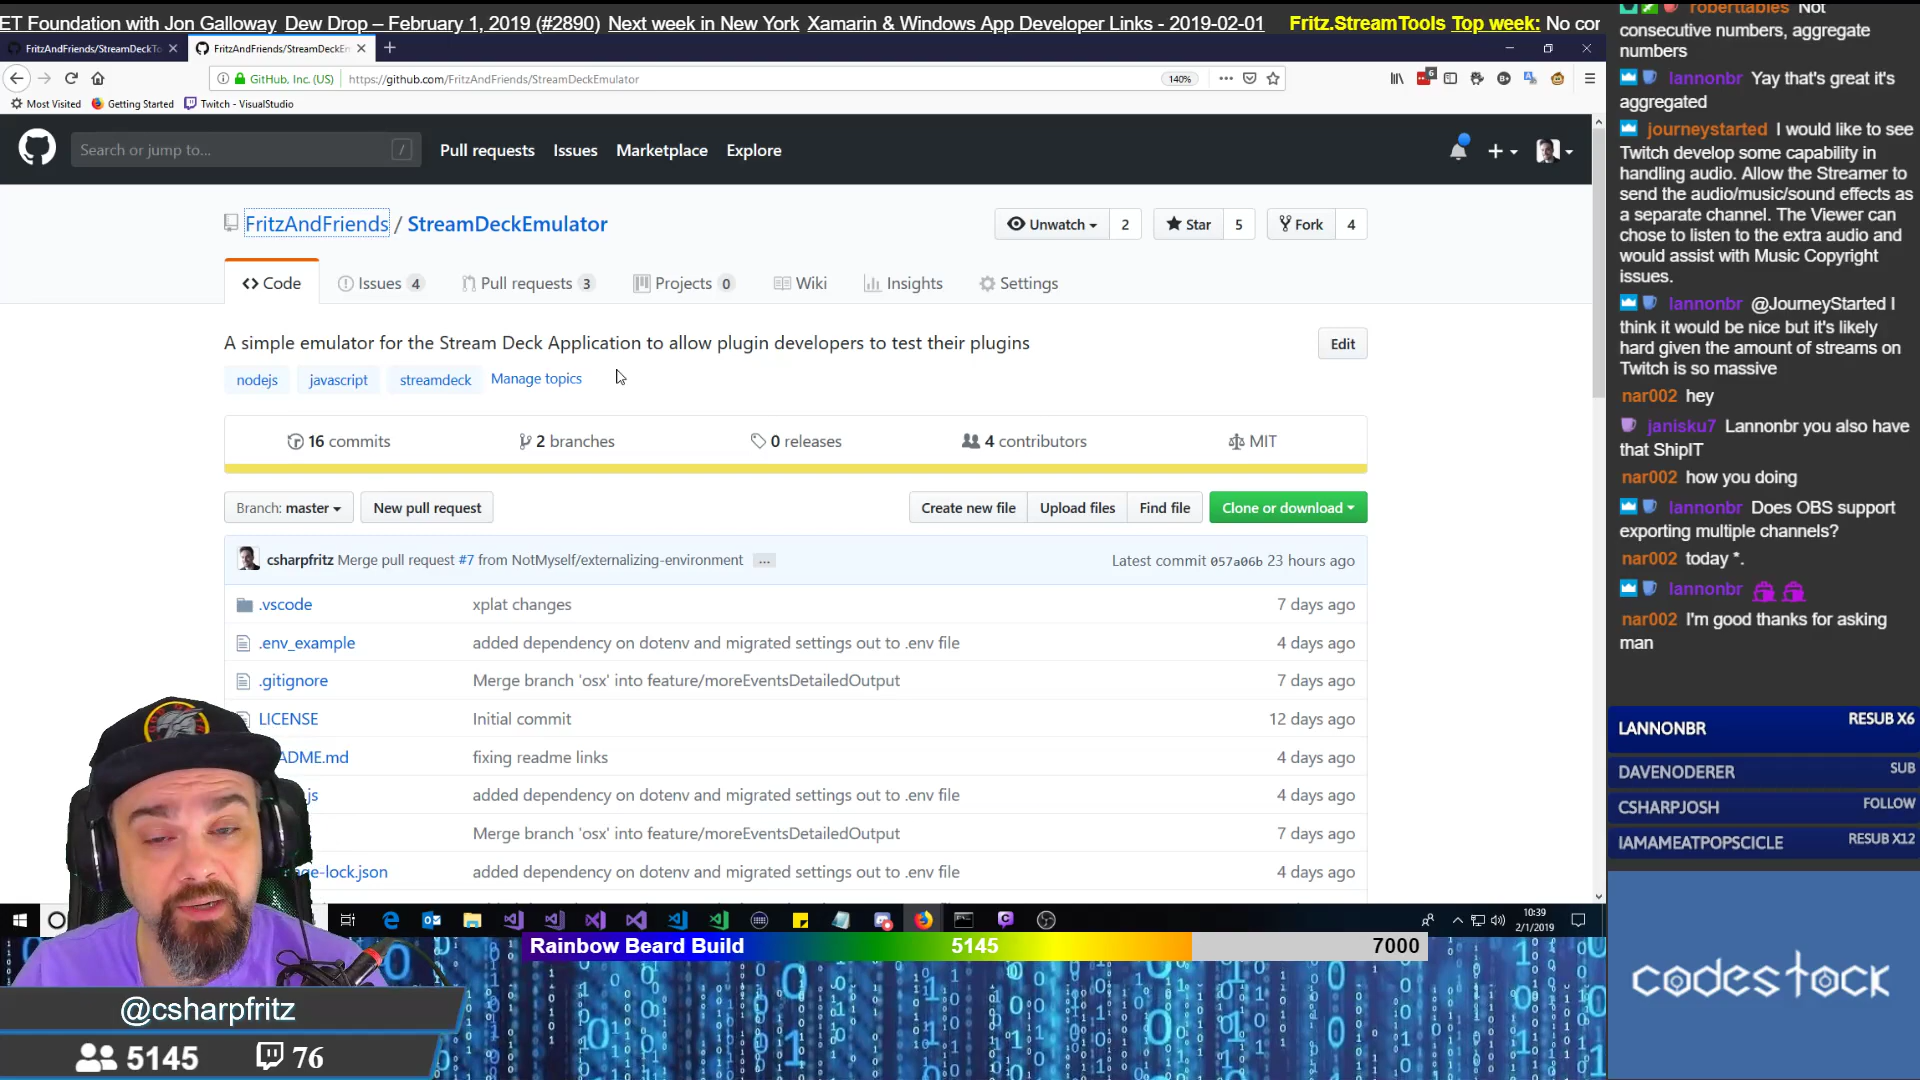 ET Foundation with Jon Galloway Dew Drop – February 1, 2019 (#2890) Next week in New York Xamarin & Windows App Developer Links - 2019-02-01 Fritz.StreamTools Top week: No cor
FritzAndFriends/StreamDeckTo
FritzAndFriends/StreamDeckEm
GitHub, Inc. (US)
https://github.com/FritzAndFriends/StreamDeckEmulator
140%
6
Most Visited
Getting Started
Twitch - VisualStudio
Search or jump to...
/
Pull requests
Issues
Marketplace
Explore
FritzAndFriends / StreamDeckEmulator
Unwatch 2
Star 5
Fork 4
Code
Issues 4
Pull requests 3
Projects 0
Wiki
Insights
Settings
A simple emulator for the Stream Deck Application to allow plugin developers to test their plugins
Edit
nodejs
javascript
streamdeck
Manage topics
16 commits
2 branches
0 releases
4 contributors
MIT
Branch: master
New pull request
Create new file
Upload files
Find file
Clone or download
csharpfritz Merge pull request #7 from NotMyself/externalizing-environment ...
Latest commit 057a06b 23 hours ago
.vscode xplat changes 7 days ago
.env_example added dependency on dotenv and migrated settings out to .env file 4 days ago
.gitignore Merge branch 'osx' into feature/moreEventsDetailedOutput 7 days ago
LICENSE Initial commit 12 days ago
ADME.md fixing readme links 4 days ago
.js added dependency on dotenv and migrated settings out to .env file 4 days ago
Merge branch 'osx' into feature/moreEventsDetailedOutput 7 days ago
ge-lock.json added dependency on dotenv and migrated settings out to .env file 4 days ago
10:39
2/1/2019
Rainbow Beard Build 5145 7000
@csharpfritz
5145
76
roberttables Not
consecutive numbers, aggregate
numbers
lannonbr Yay that's great it's
aggregated
journeystarted I would like to see
Twitch develop some capability in
handling audio. Allow the Streamer to
send the audio/music/sound effects as
a separate channel. The Viewer can
chose to listen to the extra audio and
would assist with Music Copyright
issues.
lannonbr @JourneyStarted I
think it would be nice but it's likely
hard given the amount of streams on
Twitch is so massive
nar002 hey
janisku7 Lannonbr you also have
that ShipIT
nar002 how you doing
lannonbr Does OBS support
exporting multiple channels?
nar002 today *.
lannonbr
nar002 I'm good thanks for asking
man
LANNONBR RESUB X6
DAVENODERER SUB
CSHARPJOSH FOLLOW
IAMAMEATPOPSCICLE RESUB X12
codestock